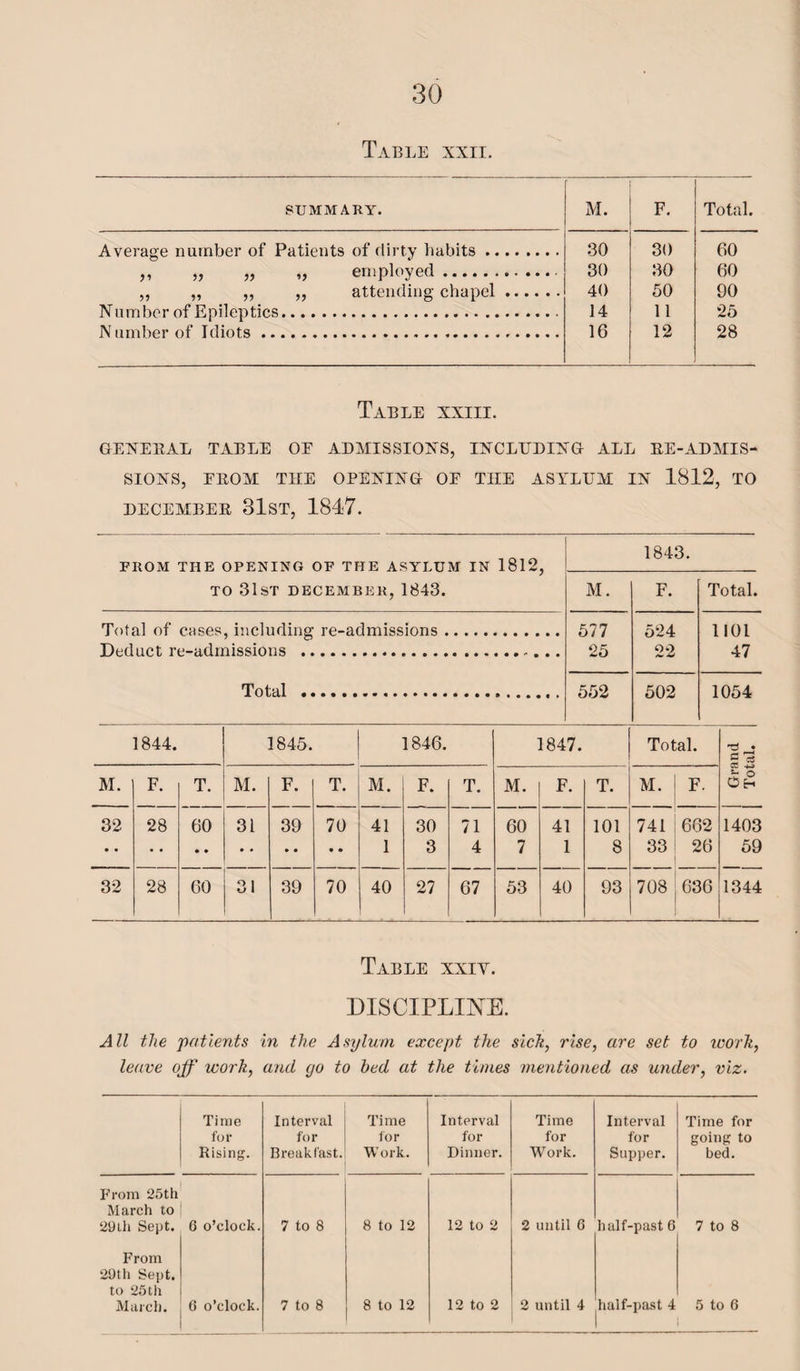 30
TABLE XXII.
SUMMARY. M. F. Total.
Average number of Patients of dirty habits ........ 30 30 60
„ „ „ „ employed ........... 30 30 60
„ „ „ „ attending chapel ...... 40 50 90
Number of Epileptics........................ 14 11 25
Number of Idiots ........................ 16 12 28
TABLE XXIII.
GENERAL TABLE OF ADMISSIONS, INCLUDING ALL RE-ADMIS-
SIONS, FROM THE OPENING OF THE ASYLUM IN 1812, TO
DECEMBER 31ST, 1847.
FROM THE OPENING OF THE ASYLUM IN 1812, 1843.
TO 31ST DECEMBER, 1843. M. F. Total.
Total of cases, including re-admissions ............ 577 524 1101
Deduct re-admissions ........................ 25 22 47
Total ........................ 552 502 1054
1844. 1845. 1846. 1847. Total. Grand Total.
M. F. T. M. F. T. M. F. T. M. F. T. M. F.
32 28 60 31 39 70 41 30 71 60 41 101 741 662 1403
.. .. .. .. .. .. 1 3 4 7 1 8 33 26 59
32 28 60 31 39 70 40 27 67 53 40 93 708 636 1344
TABLE XXIV.
DISCIPLINE.
All the patients in the Asylum except the sick, rise, are set to work,
leave off work, and go to bed at the times mentioned as under, viz.
Time Interval Time Interval Time Interval Time for
for for for for for for going to
Rising. Breakfast. Work. Dinner. Work. Supper. bed.
From 25th
March to
29th Sept. 6 o'clock. 7 to 8 8 to 12 12 to 2 2 until 6 half-past 6 7 to 8
From
29th Sept.
to 25th
March. 6 o'clock. 7 to 8 8 to 12 12 to 2 2 until 4 half-past 4 5 to 6